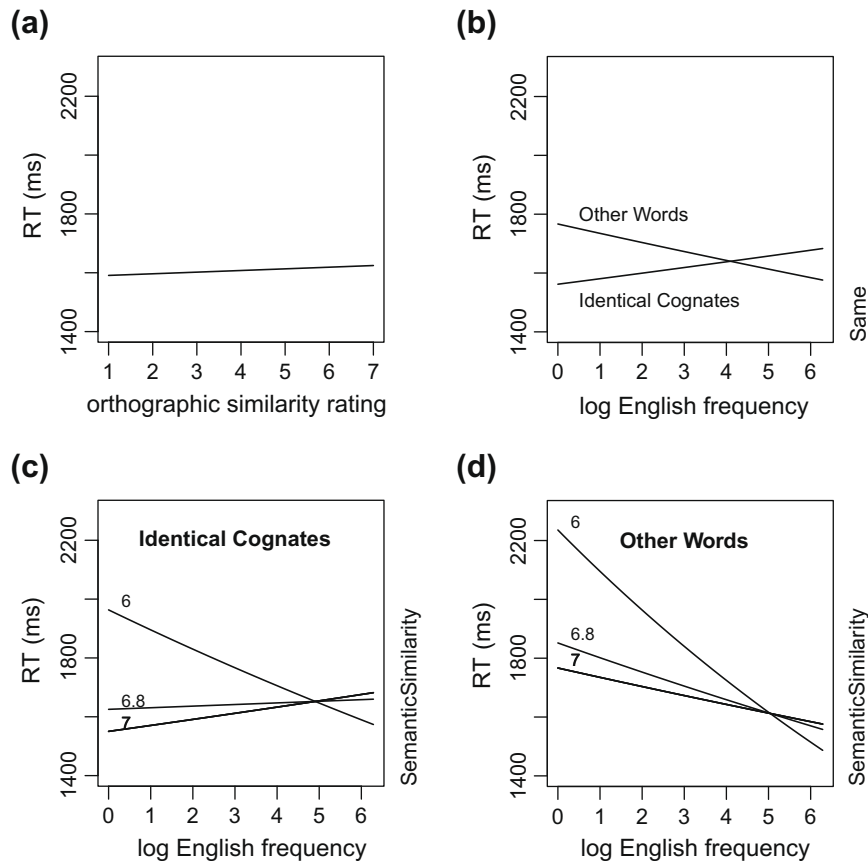 (a)
2200
1800
1400
RT (ms)
1 2 3 4 5 6 7
orthographic similarity rating
(b)
2200
1800
1400
RT (ms)
Other Words
Identical Cognates
Same
0 1 2 3 4 5 6
log English frequency
(c)
Identical Cognates
2200
1800
1400
RT (ms)
6
6.8
7
SemanticSimilarity
0 1 2 3 4 5 6
log English frequency
(d)
Other Words
2200
1800
1400
RT (ms)
6
6.8
7
SemanticSimilarity
0 1 2 3 4 5 6
log English frequency